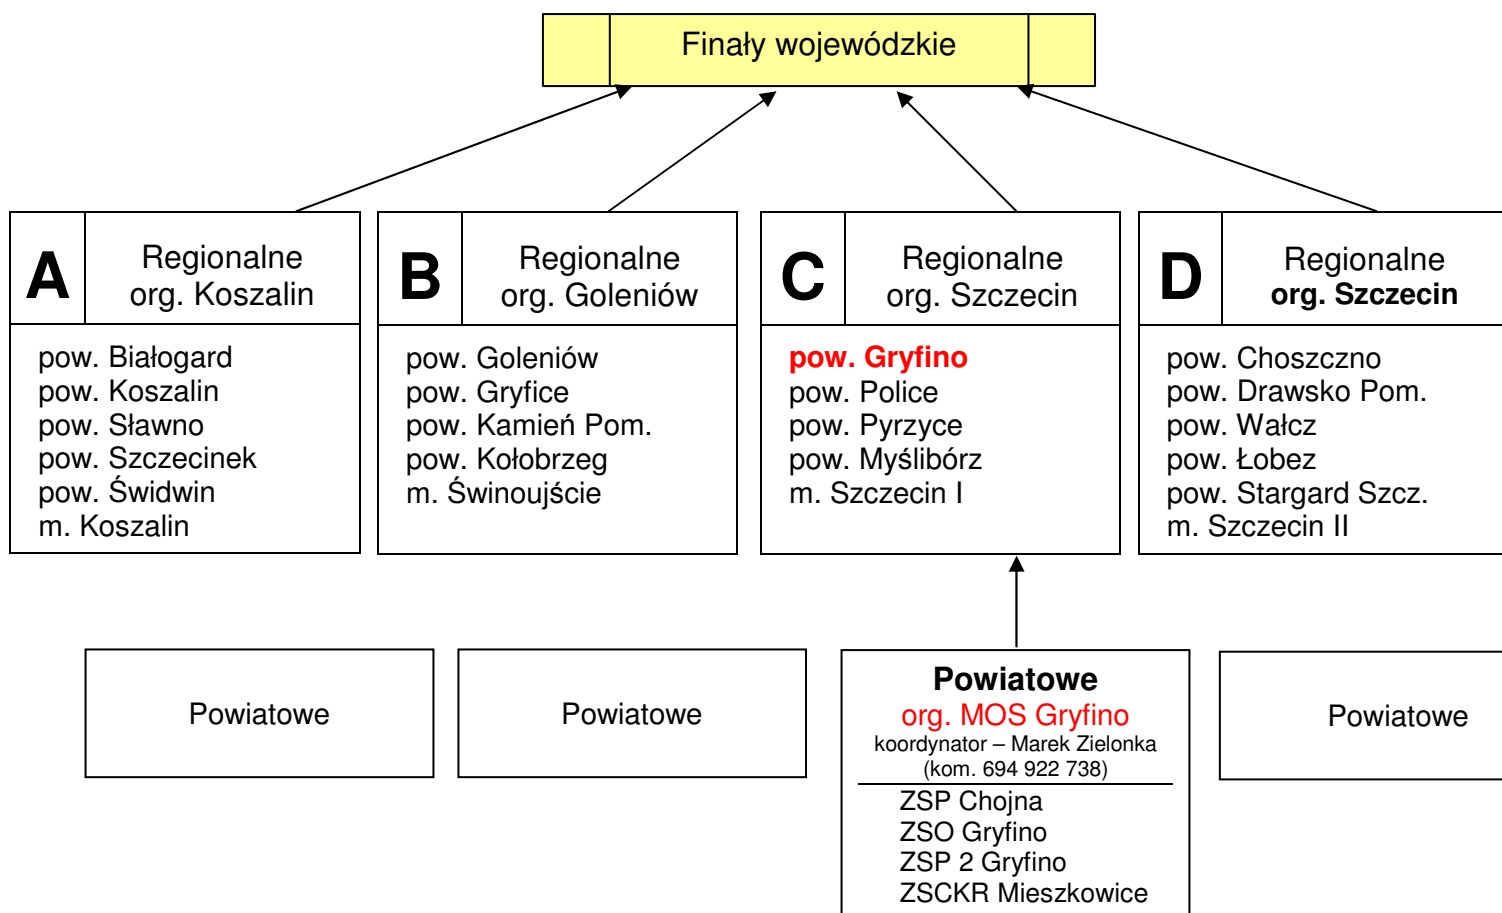 Finały wojewódzkie
A
Regionalne
org. Koszalin
pow. Białogard
pow. Koszalin
pow. Sławno
pow. Szczecinek
pow. Świdwin
m. Koszalin
B
Regionalne
org. Goleniów
pow. Goleniów
pow. Gryfice
pow. Kamień Pom.
pow. Kołobrzeg
m. Świnoujście
C
Regionalne
org. Szczecin
pow. Gryfino
pow. Police
pow. Pyrzyce
pow. Myślibórz
m. Szczecin I
D
Regionalne
org. Szczecin
pow. Choszczno
pow. Drawsko Pom.
pow. Wałcz
pow. Łobez
pow. Stargard Szcz.
m. Szczecin II
Powiatowe
Powiatowe
Powiatowe
org. MOS Gryfino
koordynator – Marek Zielonka
(kom. 694 922 738)
ZSP Chojna
ZSO Gryfino
ZSP 2 Gryfino
ZSCKR Mieszkowice
Powiatowe